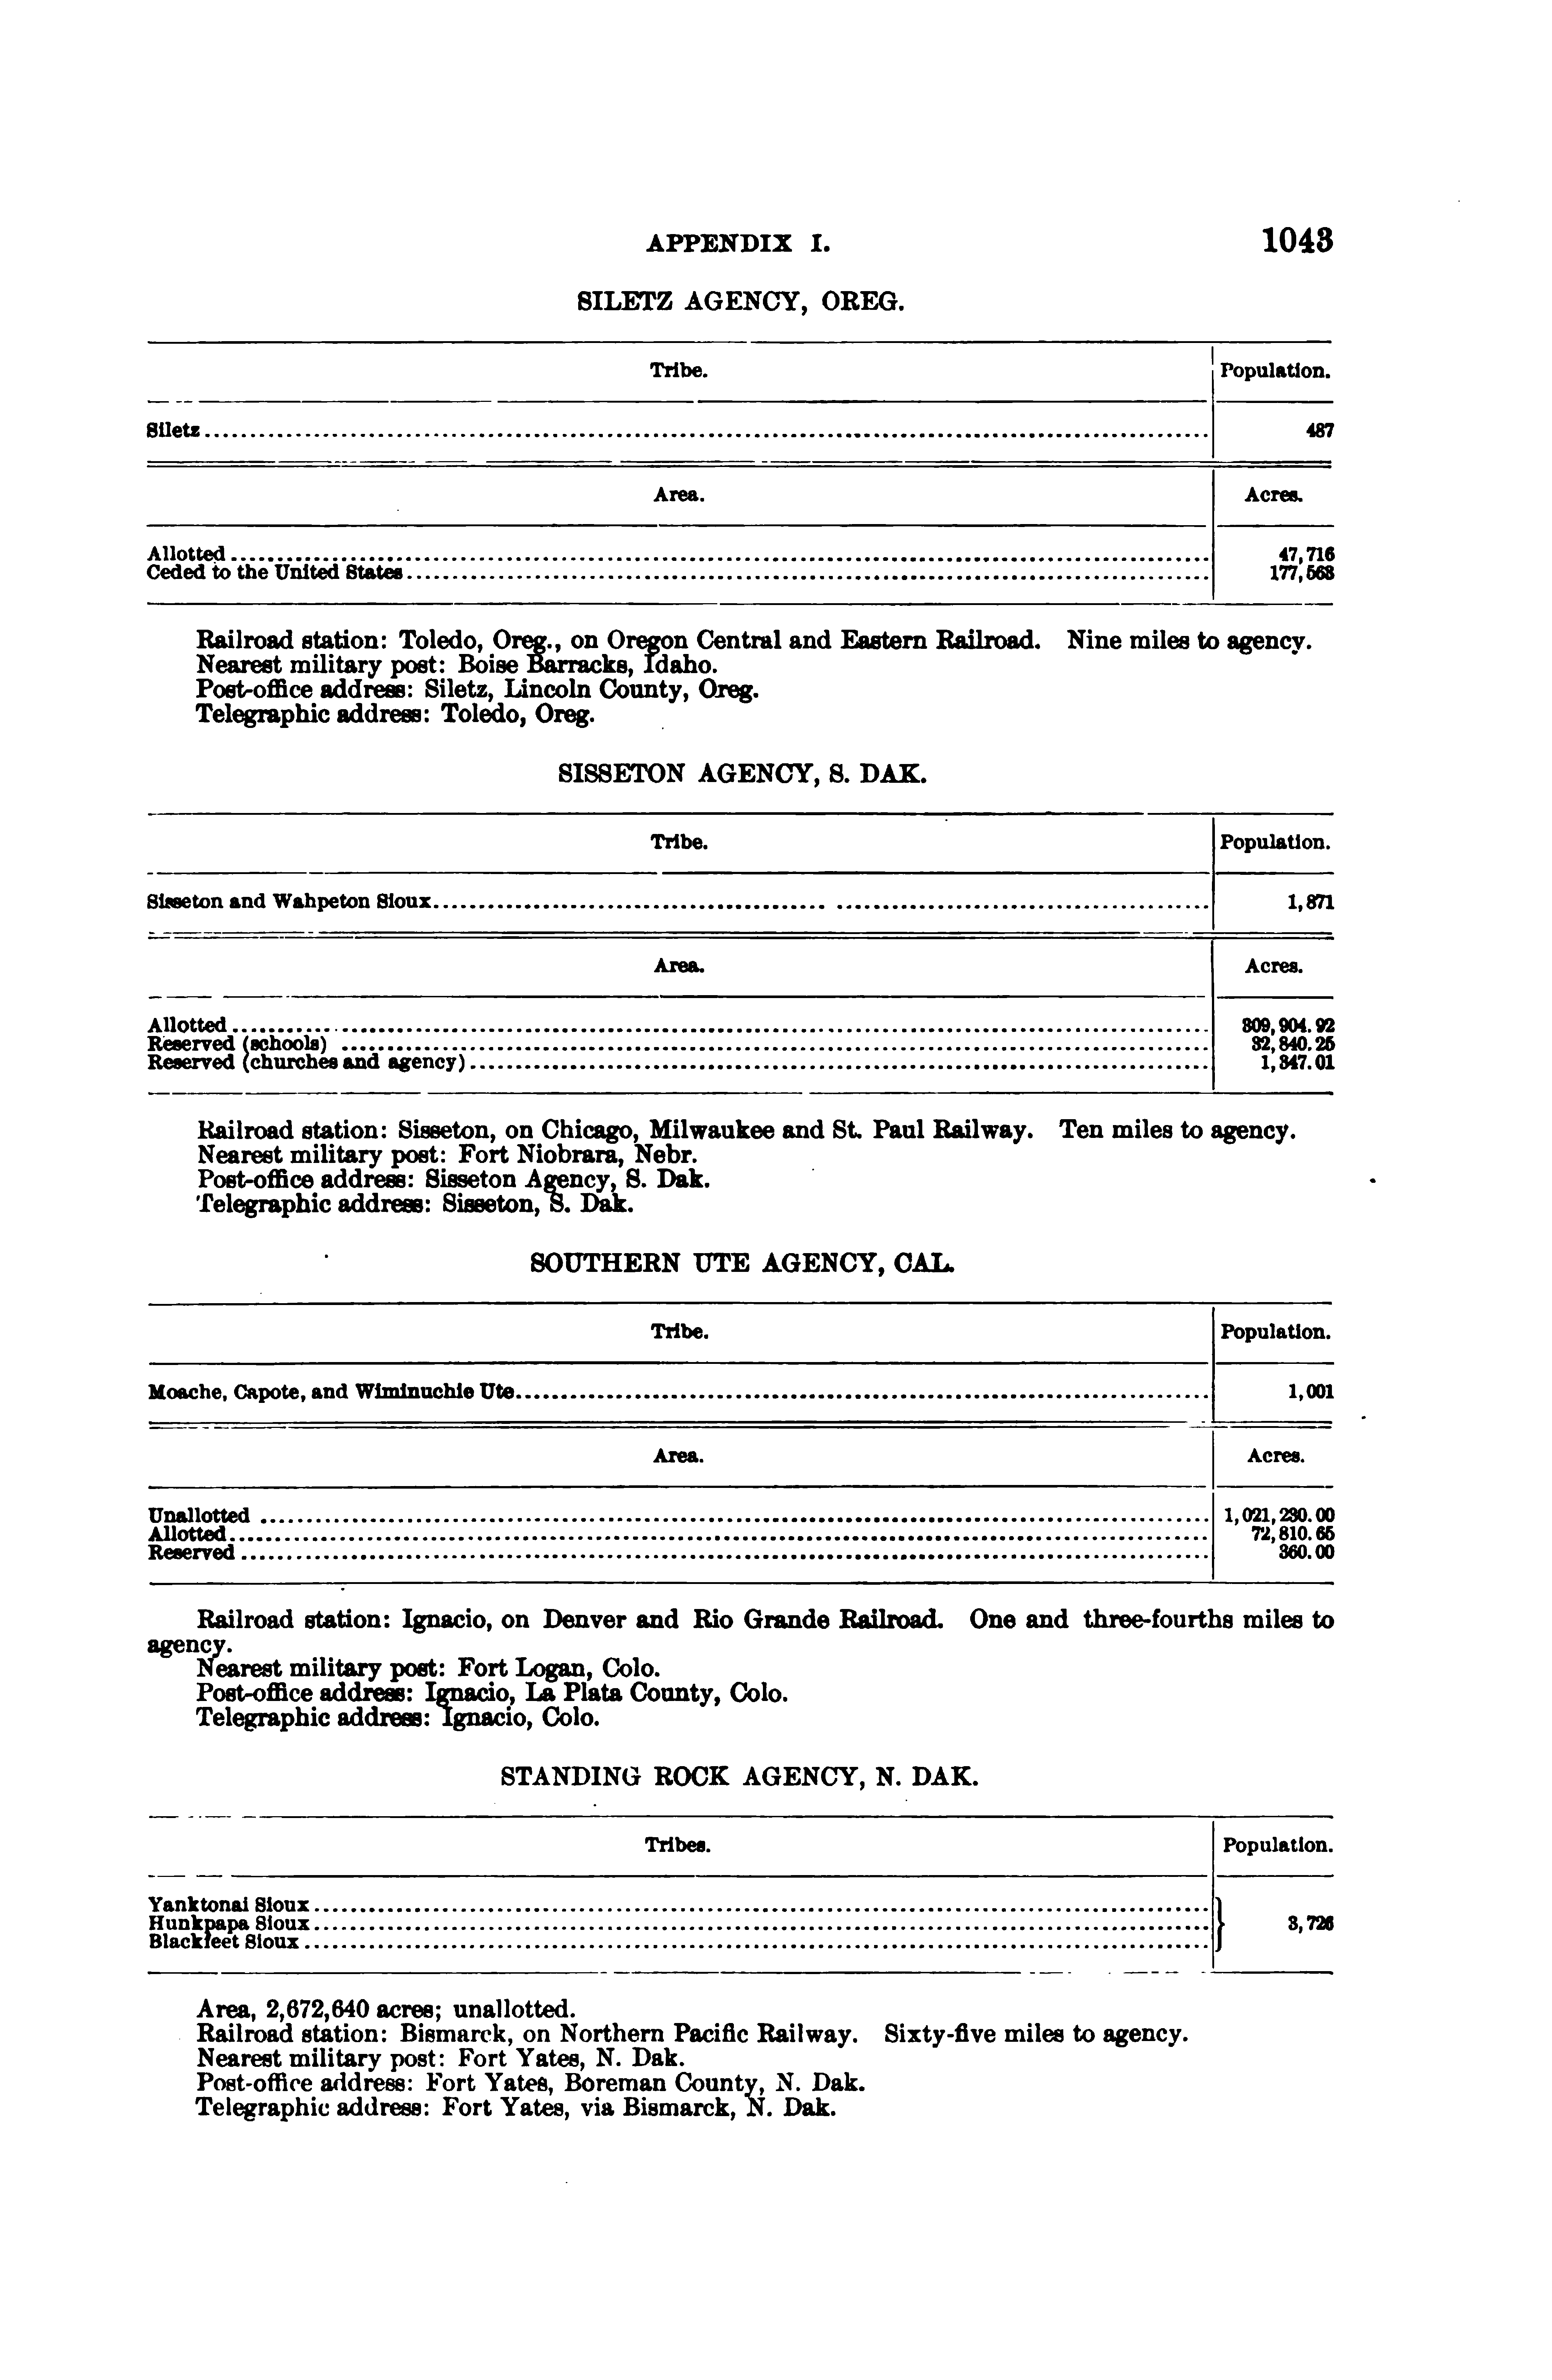 APPENDIX I. 1043
SILETZ AGENCY, OREG.
Tribe. Population.
Siletz 487
Area. Acres.
Allotted 47,716
Ceded to the United States 177,563
Railroad station: Toledo, Oreg., on Oregon Central and Eastern Railroad. Nine miles to agency.
Nearest military post: Boise Barracks, Idaho.
Post-office address: Siletz, Lincoln County, Oreg.
Telegraphic address: Toledo, Oreg.
SISSETON AGENCY, S. DAK.
Tribe. Population.
Sisseton and Wahpeton Sioux 1,871
Area. Acres.
Allotted 309,904.92
Reserved (schools) 32,840.25
Reserved (churches and agency) 1,347.01
Railroad station: Sisseton, on Chicago, Milwaukee and St. Paul Railway. Ten miles to agency.
Nearest military post: Fort Niobrara, Nebr.
Post-office address: Sisseton Agency, S. Dak.
Telegraphic address: Sisseton, S. Dak.
SOUTHERN UTE AGENCY, CAL.
Tribe. Population.
Moache, Capote, and Wiminuchie Ute 1,001
Area. Acres.
Unallotted 1,021,230.00
Allotted 72,810.65
Reserved 360.00
Railroad station: Ignacio, on Denver and Rio Grande Railroad. One and three-fourths miles to
agency.
Nearest military post: Fort Logan, Colo.
Post-office address: Ignacio, La Plata County, Colo.
Telegraphic address: Ignacio, Colo.
STANDING ROCK AGENCY, N. DAK.
Tribes. Population.
Yanktonai Sioux
Hunkpapa Sioux 3,726
Blackfeet Sioux
Area, 2,672,640 acres; unallotted.
Railroad station: Bismarck, on Northern Pacific Railway. Sixty-five miles to agency.
Nearest military post: Fort Yates, N. Dak.
Post-office address: Fort Yates, Boreman County, N. Dak.
Telegraphic address: Fort Yates, via Bismarck, N. Dak.